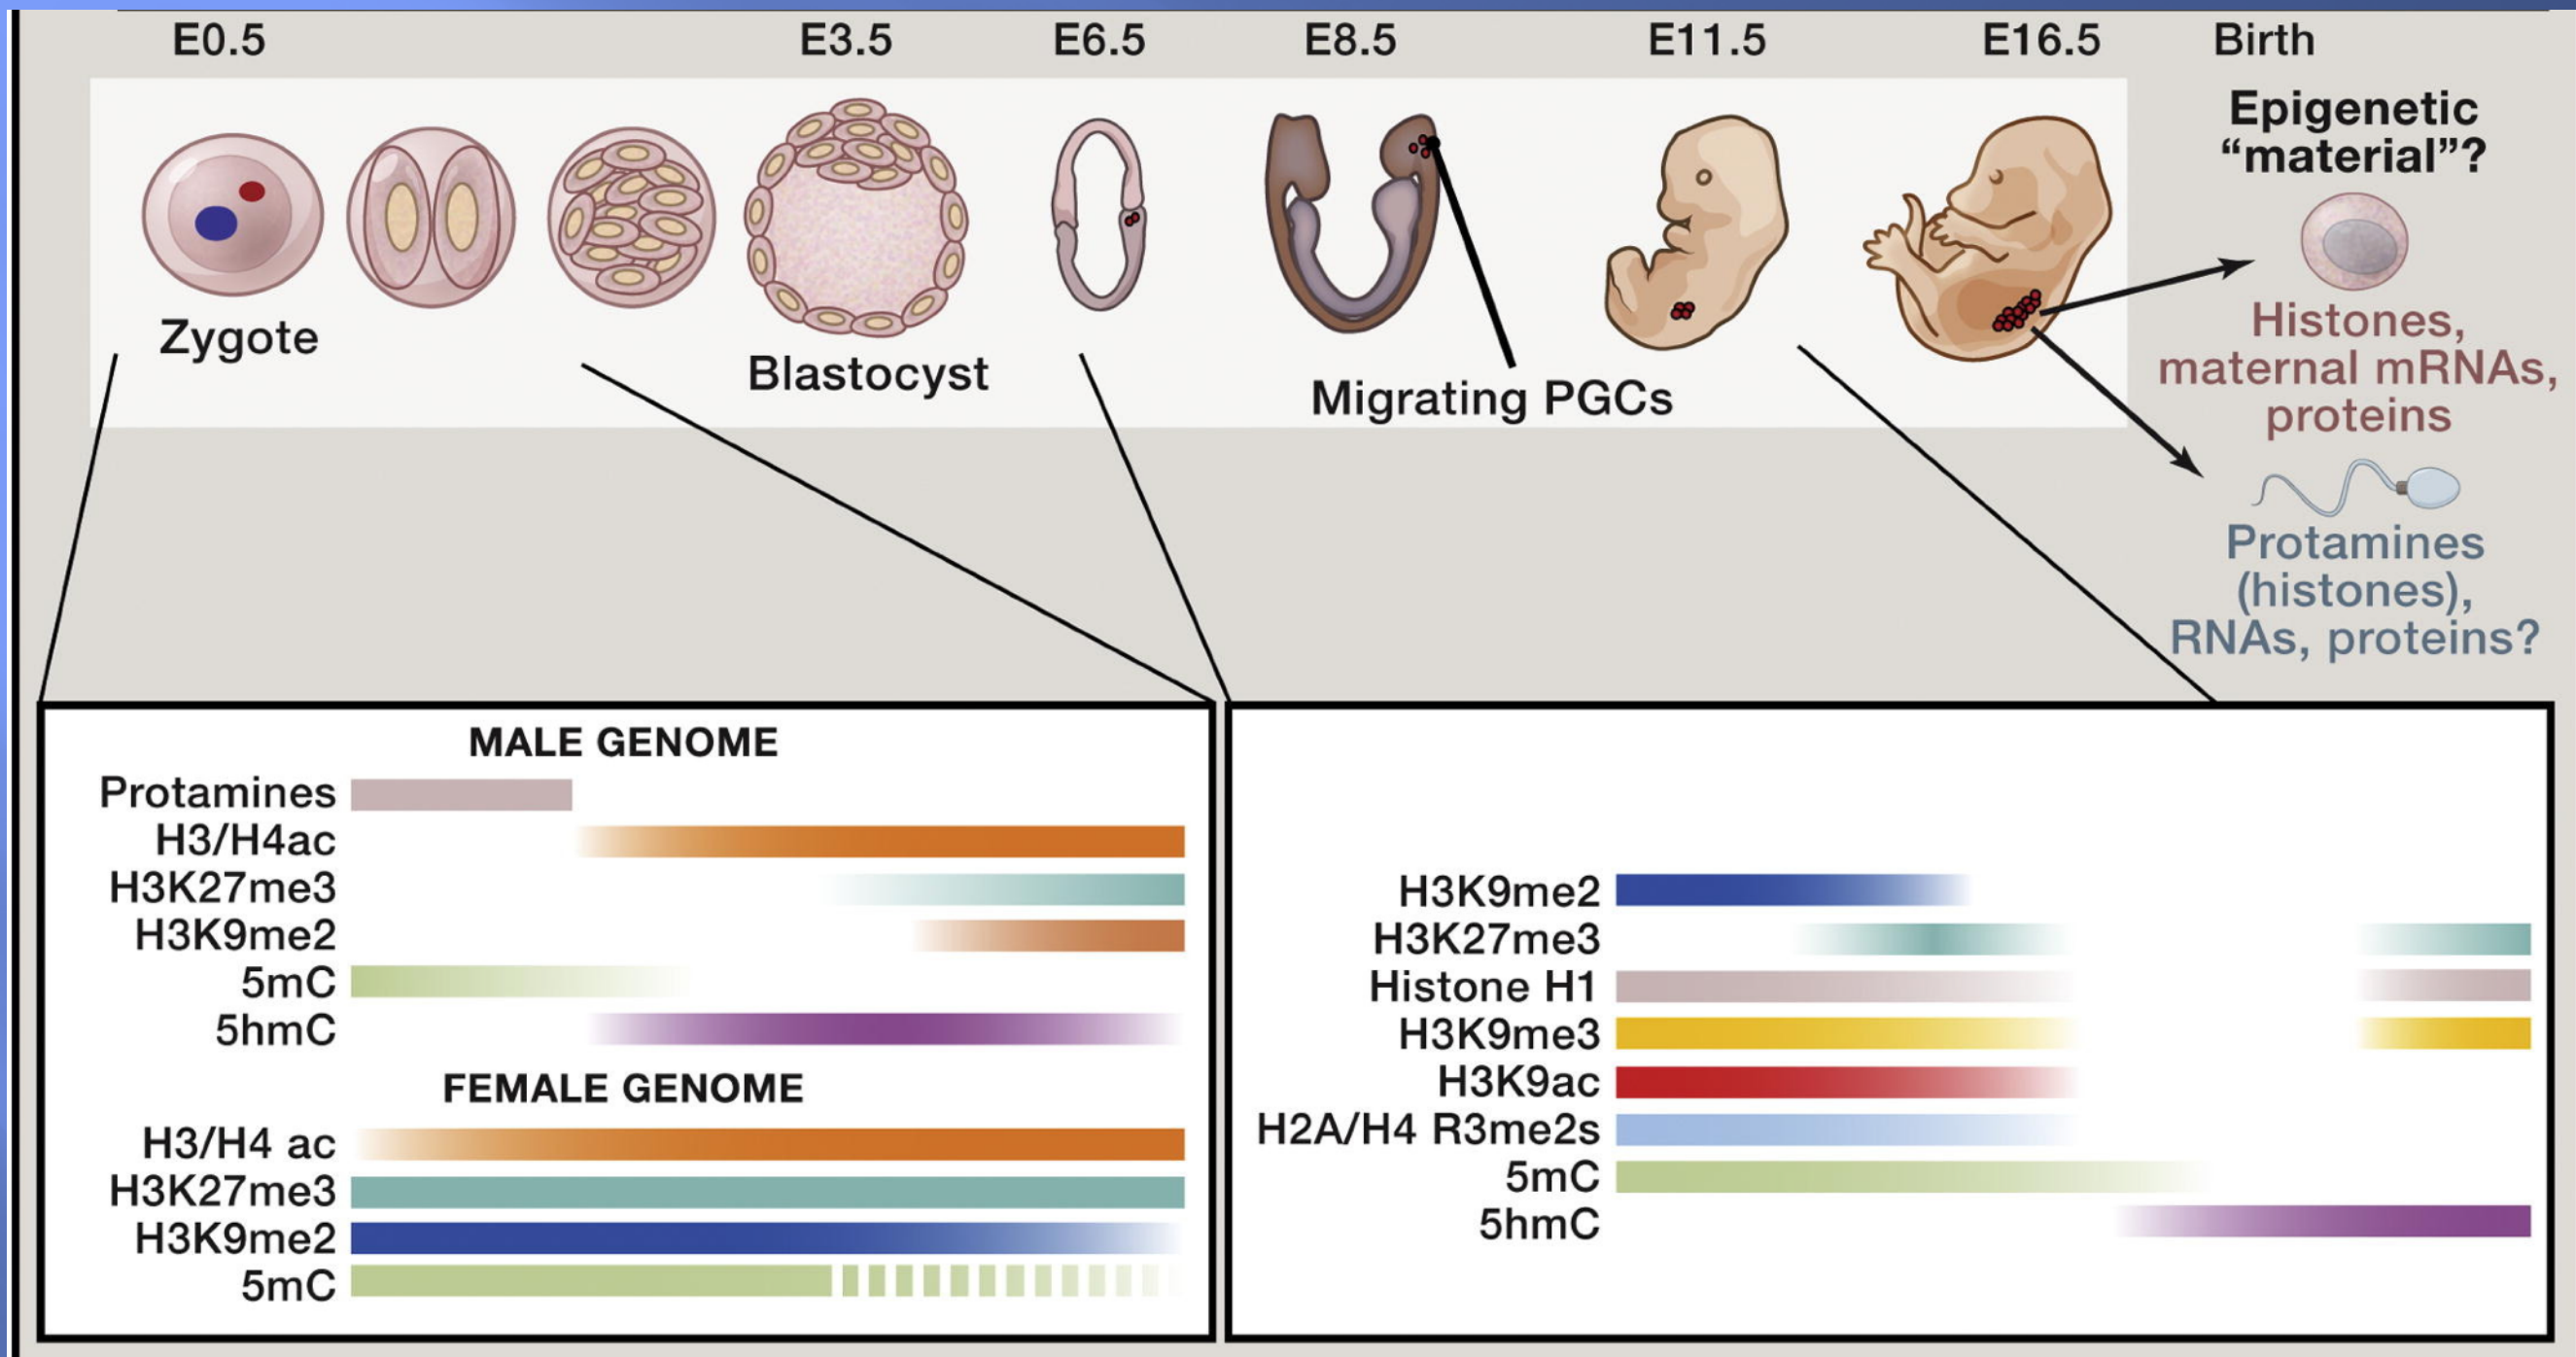 E0.5
E3.5
E6.5
E8.5
E11.5
E16.5
Birth
Zygote
Blastocyst
Migrating PGCs
Epigenetic
“material”?
Histones,
maternal mRNAs,
proteins
Protamines
(histones),
RNAs, proteins?
MALE GENOME
Protamines
H3/H4ac
H3K27me3
H3K9me2
5mC
5hmC
FEMALE GENOME
H3/H4 ac
H3K27me3
H3K9me2
5mC
H3K9me2
H3K27me3
Histone H1
H3K9me3
H3K9ac
H2A/H4 R3me2s
5mC
5hmC